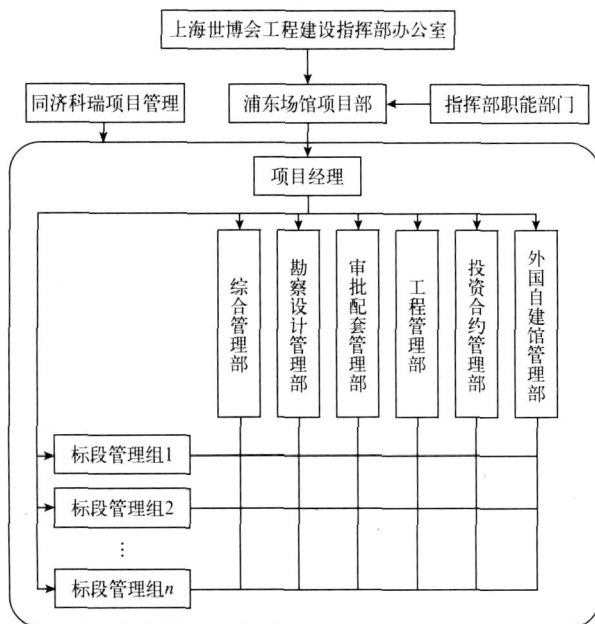 上海世博会工程建设指挥部办公室
同济科瑞项目管理
浦东场馆项目部
指挥部职能部门
项目经理
综合管理部
勘察设计管理部
审批配套管理部
工程管理部
投资合约管理部
外国自建馆管理部
标段管理组1
标段管理组2
⋮
标段管理组n